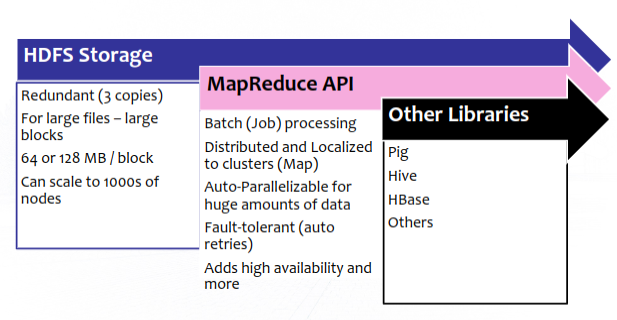 HDFS Storage
Redundant (3 copies)
For large files – large
blocks
64 or 128 MB / block
Can scale to 1000s of
nodes
MapReduce API
Batch (Job) processing
Distributed and Localized
to clusters (Map)
Auto-Parallelizable for
huge amounts of data
Fault-tolerant (auto
retries)
Adds high availability and
more
Other Libraries
Pig
Hive
HBase
Others